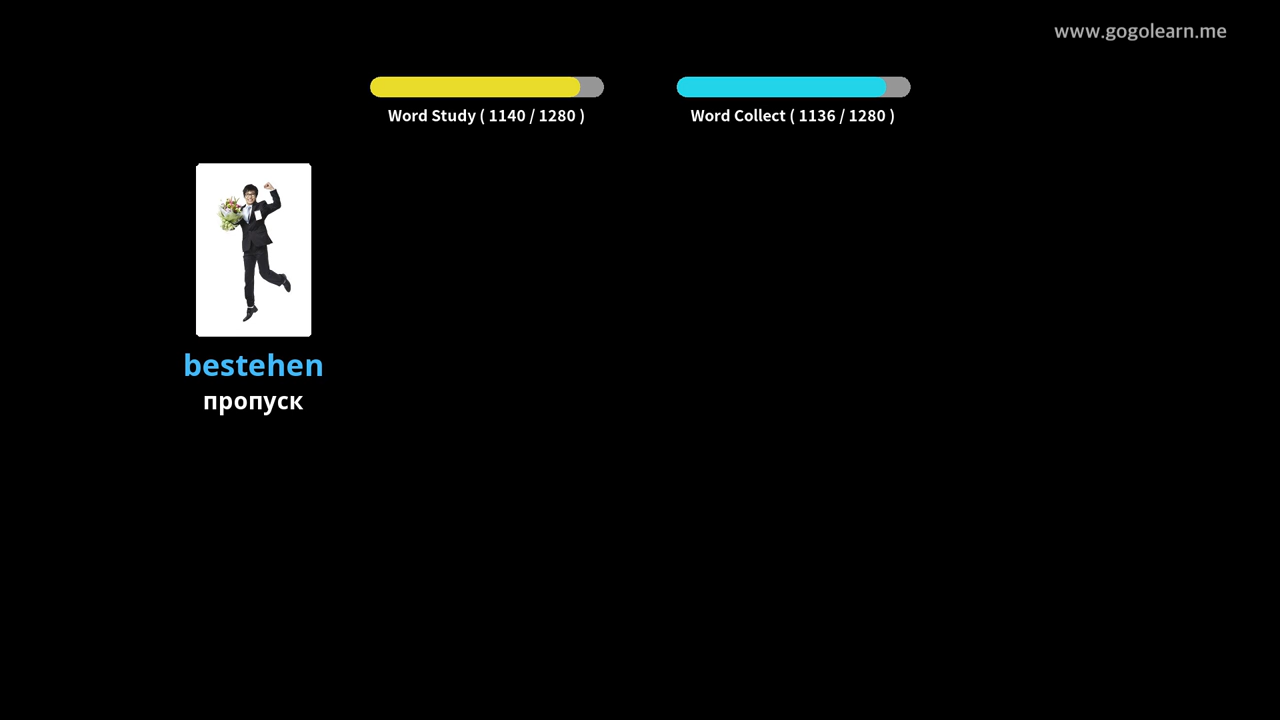 www.gogolearn.me
Word Study ( 1140 / 1280 )
Word Collect ( 1136 / 1280 )
bestehen
пропуск